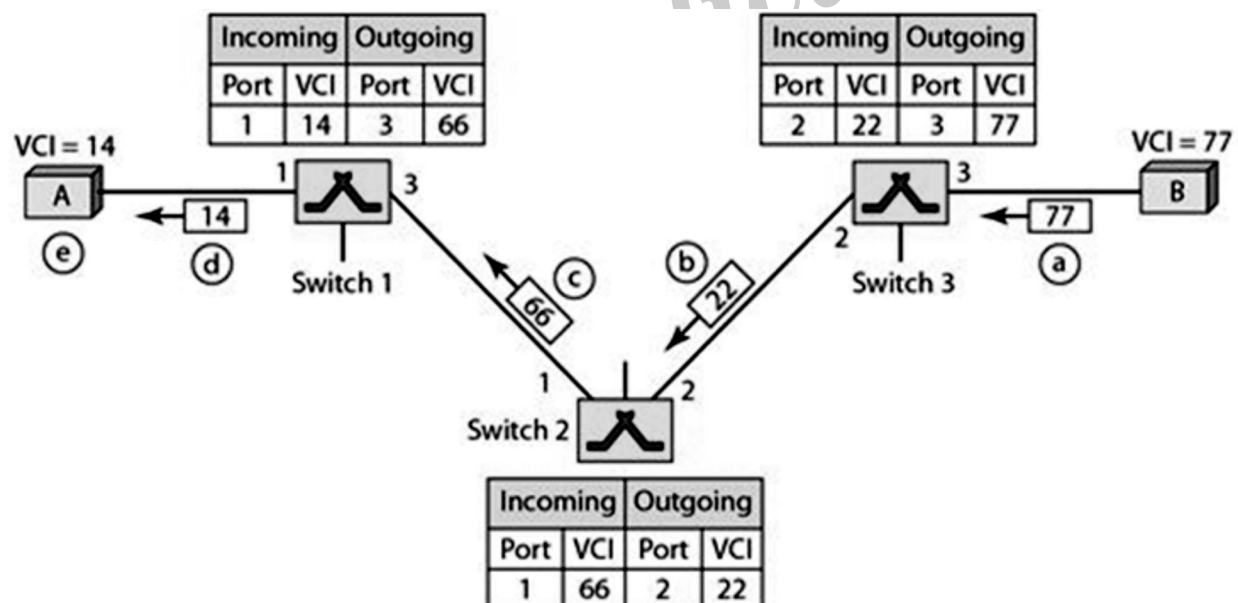 Incoming Outgoing
Port VCI Port VCI
1 14 3 66
Incoming Outgoing
Port VCI Port VCI
2 22 3 77
VCI = 14
A
e
14
d
1
3
Switch 1
66
c
b
22
2
3
Switch 3
77
a
VCI = 77
B
1
2
Switch 2
Incoming Outgoing
Port VCI Port VCI
1 66 2 22